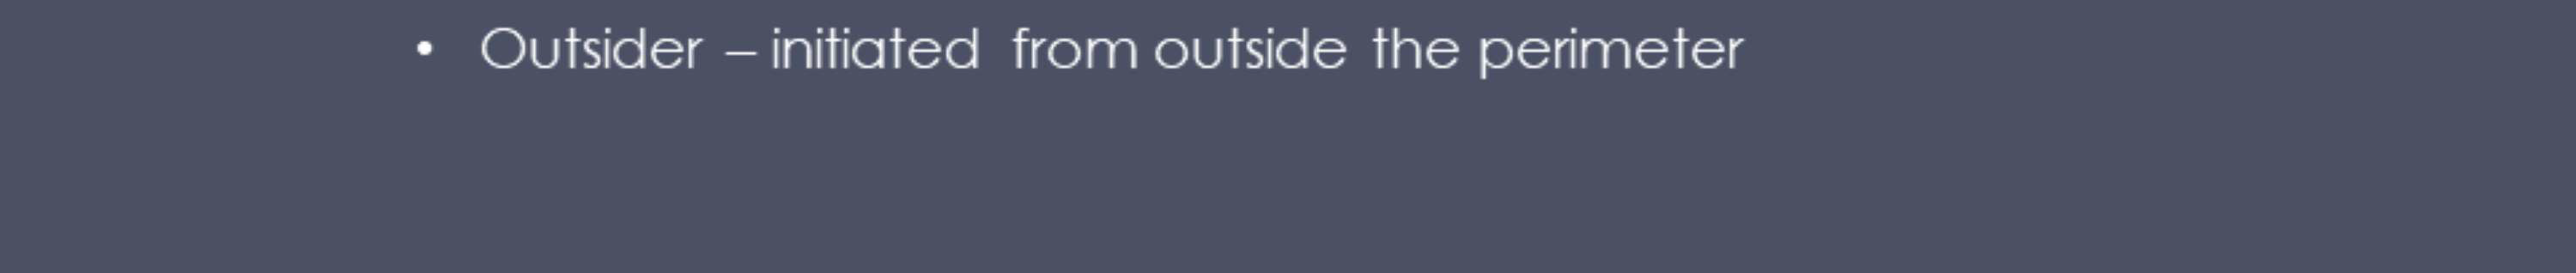 • Outsider – initiated from outside the perimeter